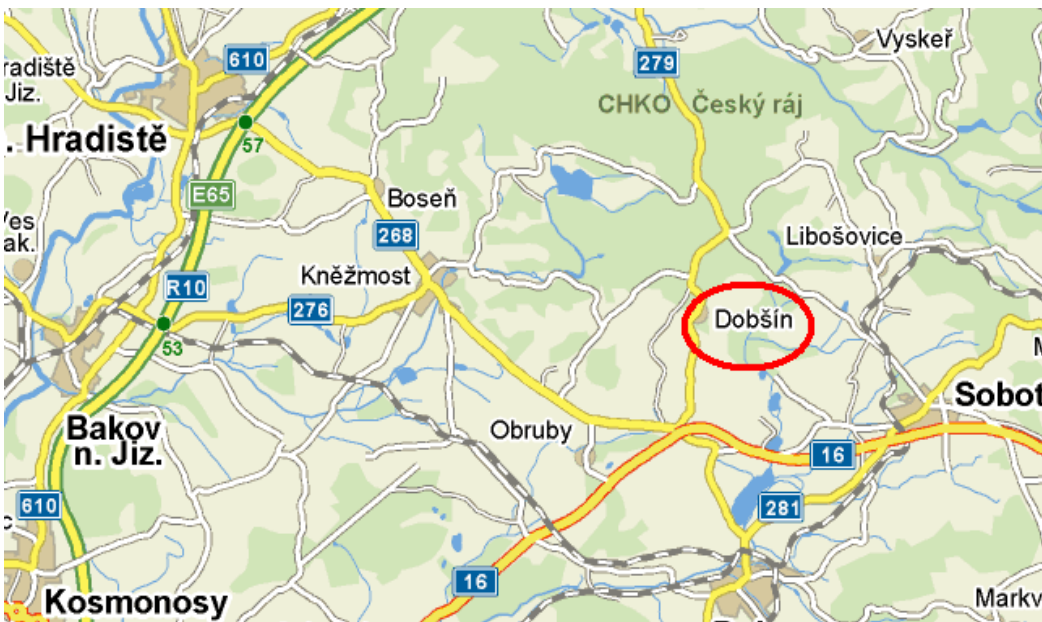 610
279
Vyskeř
radiště
Jiz.
CHKO Český ráj
. Hradistě
57
E65
Boseň
Ves
ak.
268
Libošovice
Kněžmost
R10
276
Dobšín
53
M
Sobot
Bakov
n. Jiz.
Obruby
16
610
281
c
16
Kosmonosy
Markv